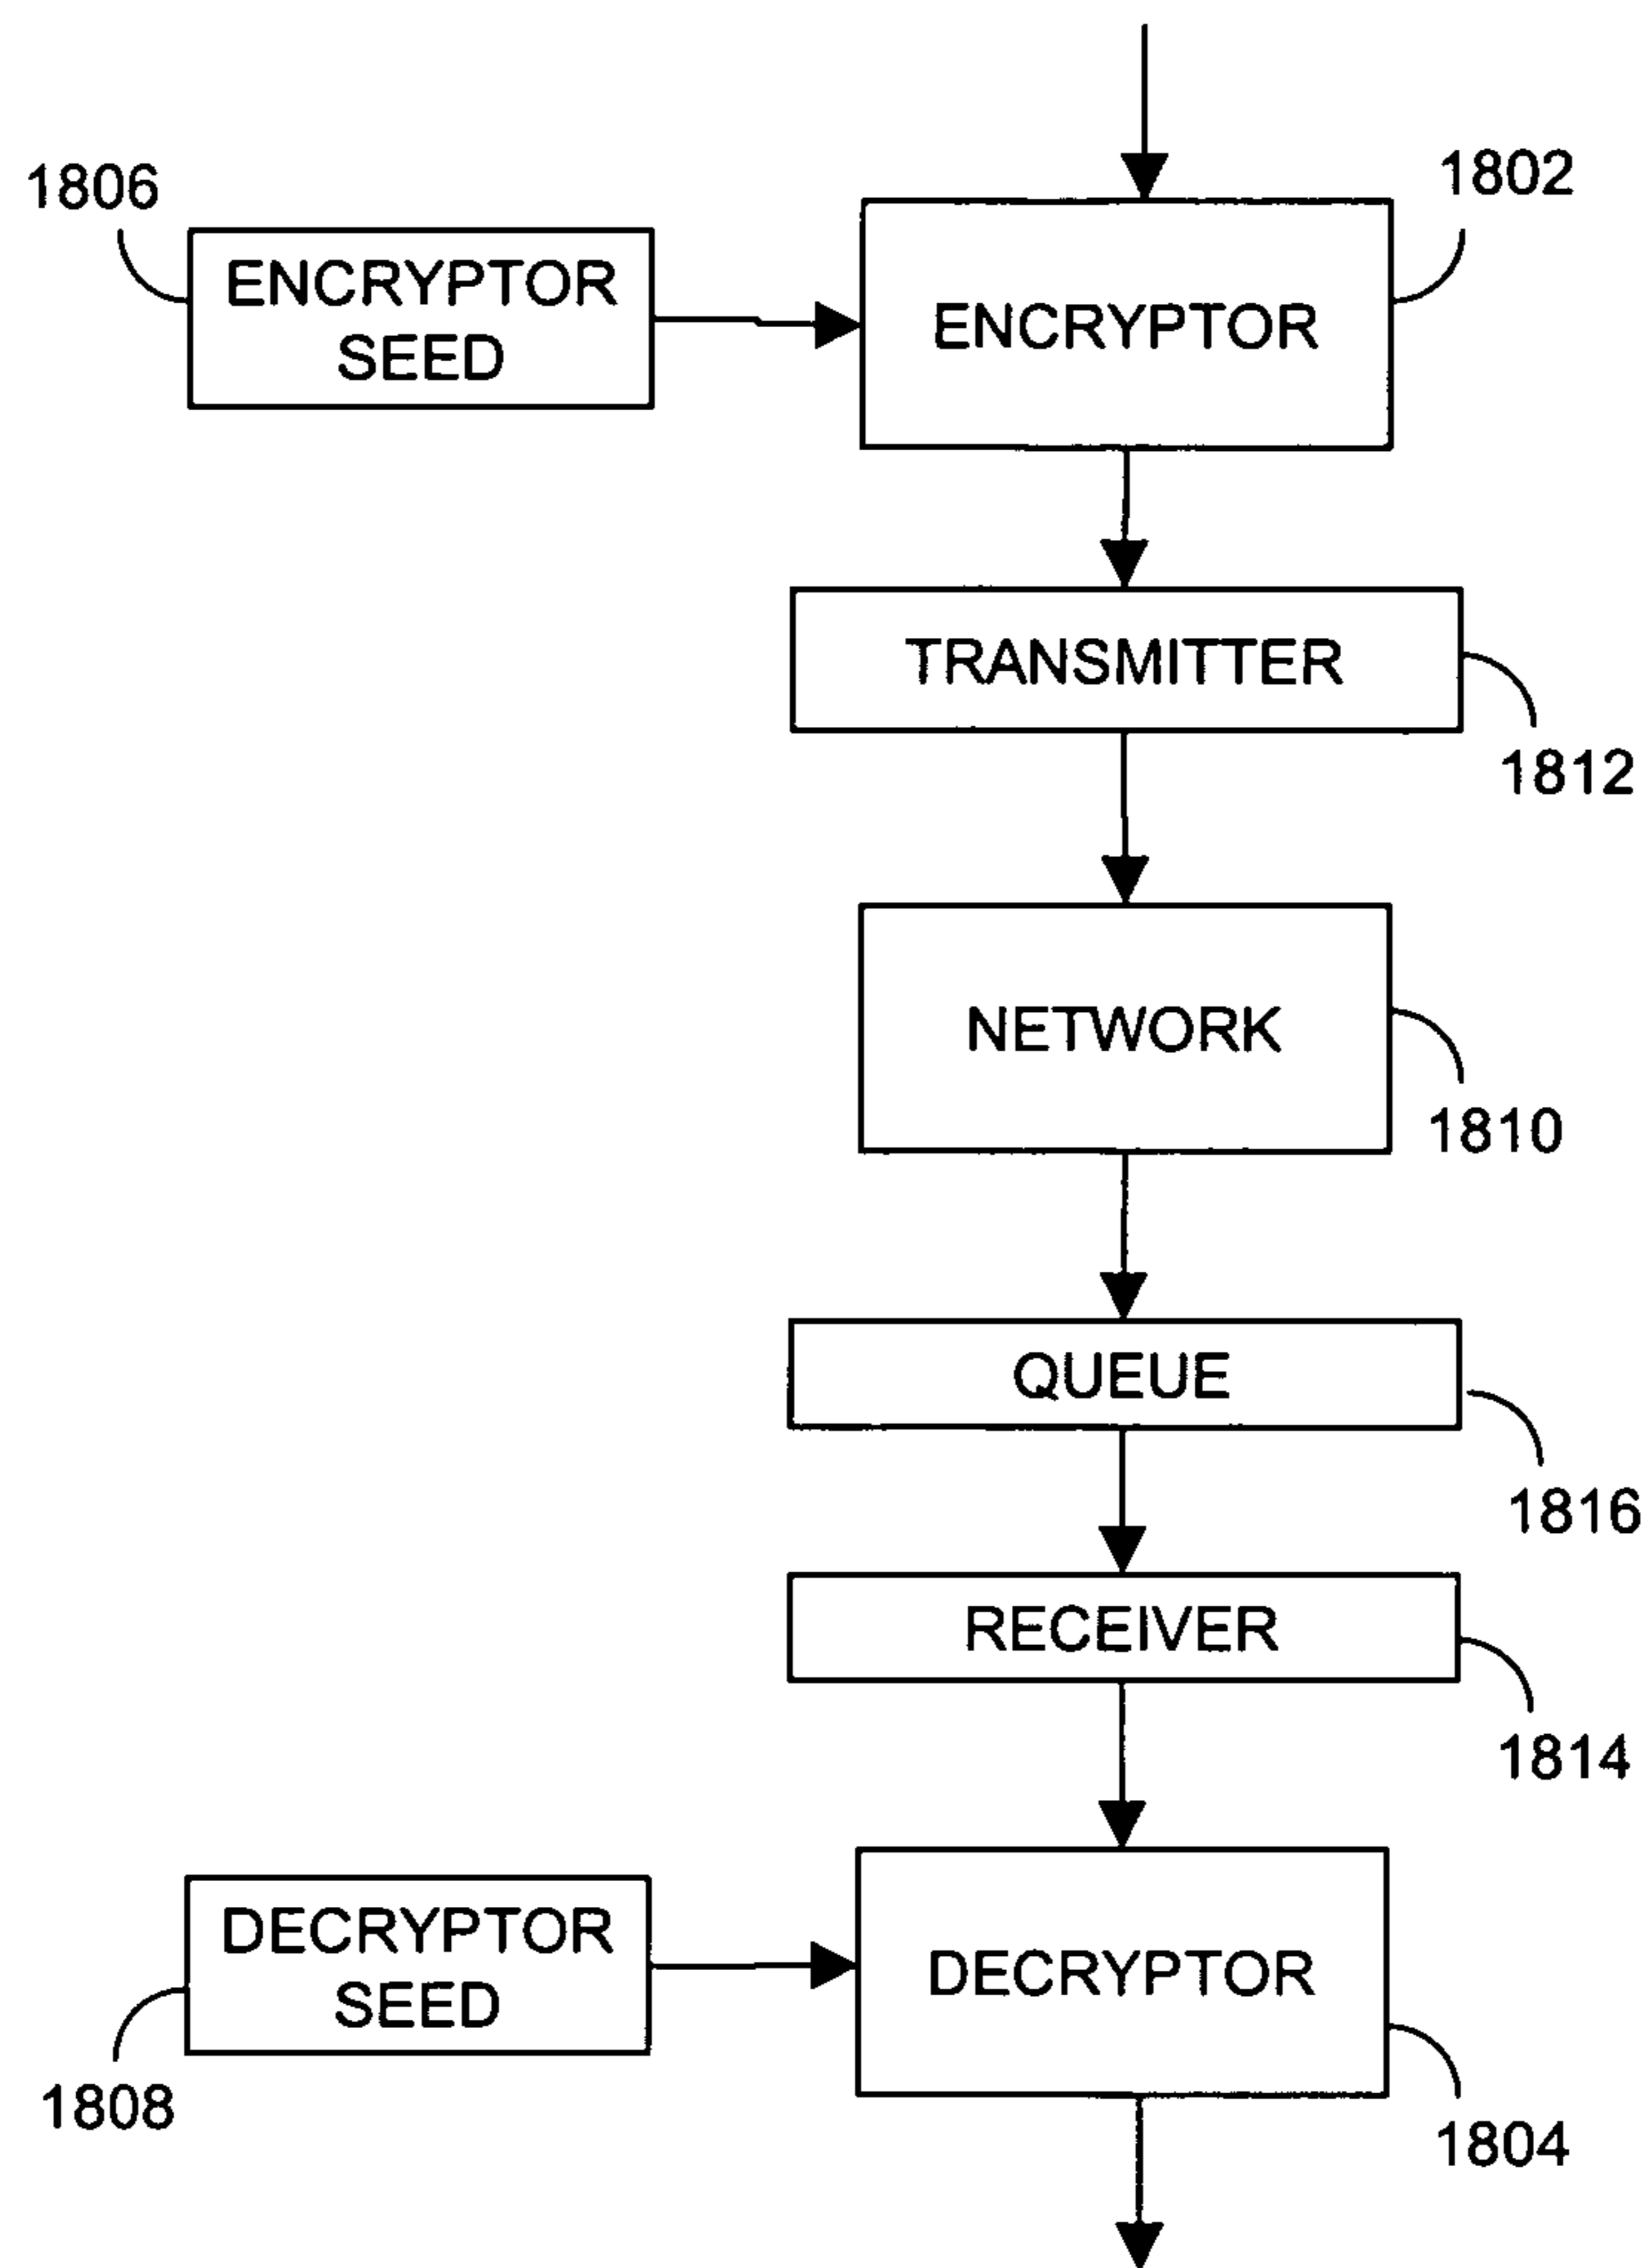 1806
1802
ENCRYPTOR
SEED
ENCRYPTOR
TRANSMITTER
1812
NETWORK
1810
QUEUE
1816
RECEIVER
1814
DECRYPTOR
SEED
DECRYPTOR
1808
1804